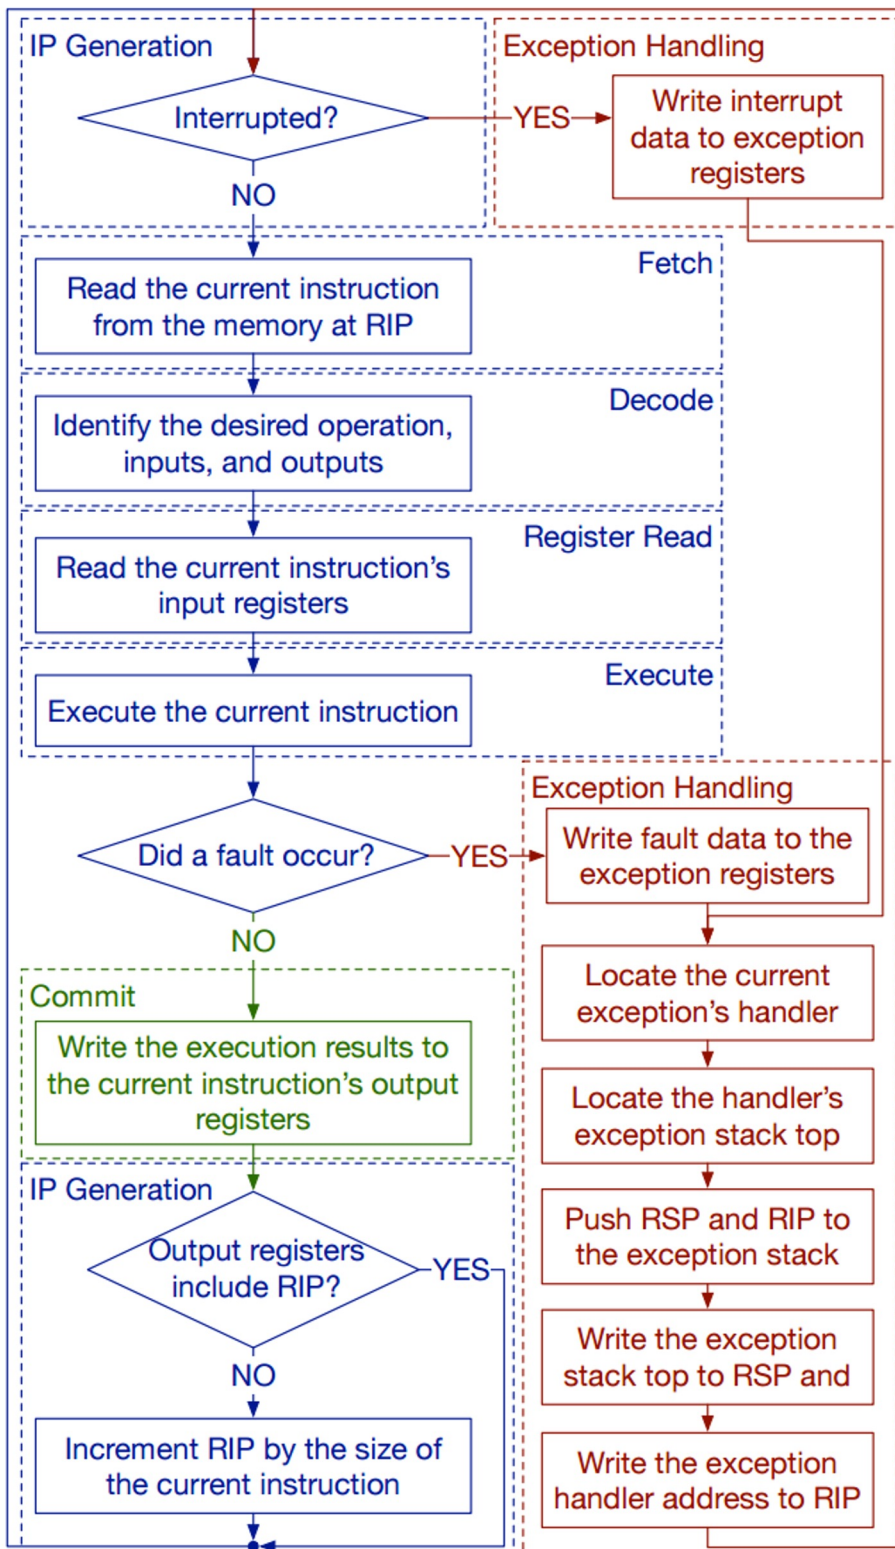 IP Generation
Interrupted?
YES
NO
Exception Handling
Write interrupt
data to exception
registers
Fetch
Read the current instruction
from the memory at RIP
Decode
Identify the desired operation,
inputs, and outputs
Register Read
Read the current instruction's
input registers
Execute
Execute the current instruction
Did a fault occur?
YES
NO
Exception Handling
Write fault data to the
exception registers
Locate the current
exception's handler
Locate the handler's
exception stack top
Push RSP and RIP to
the exception stack
Write the exception
stack top to RSP and
Write the exception
handler address to RIP
Commit
Write the execution results to
the current instruction's output
registers
IP Generation
Output registers
include RIP?
YES
NO
Increment RIP by the size of
the current instruction